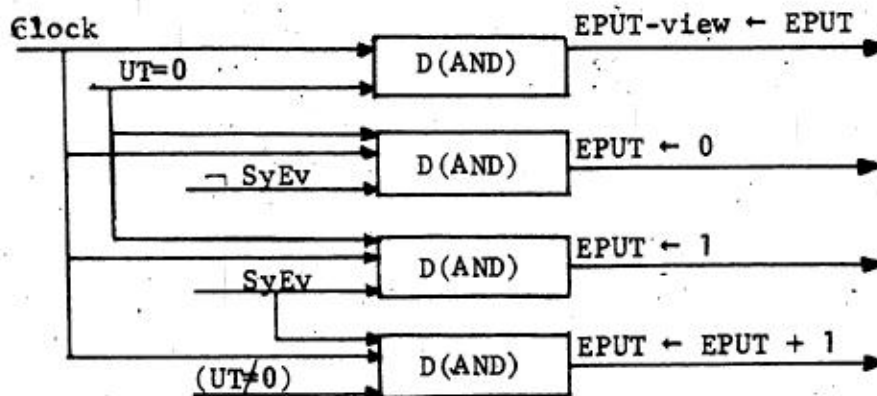 Clock
EPUT-view ← EPUT
D(AND)
UT=0
EPUT ← 0
D(AND)
¬ SyEv
EPUT ← 1
D(AND)
SyEv
EPUT ← EPUT + 1
D(AND)
(UT≠0)